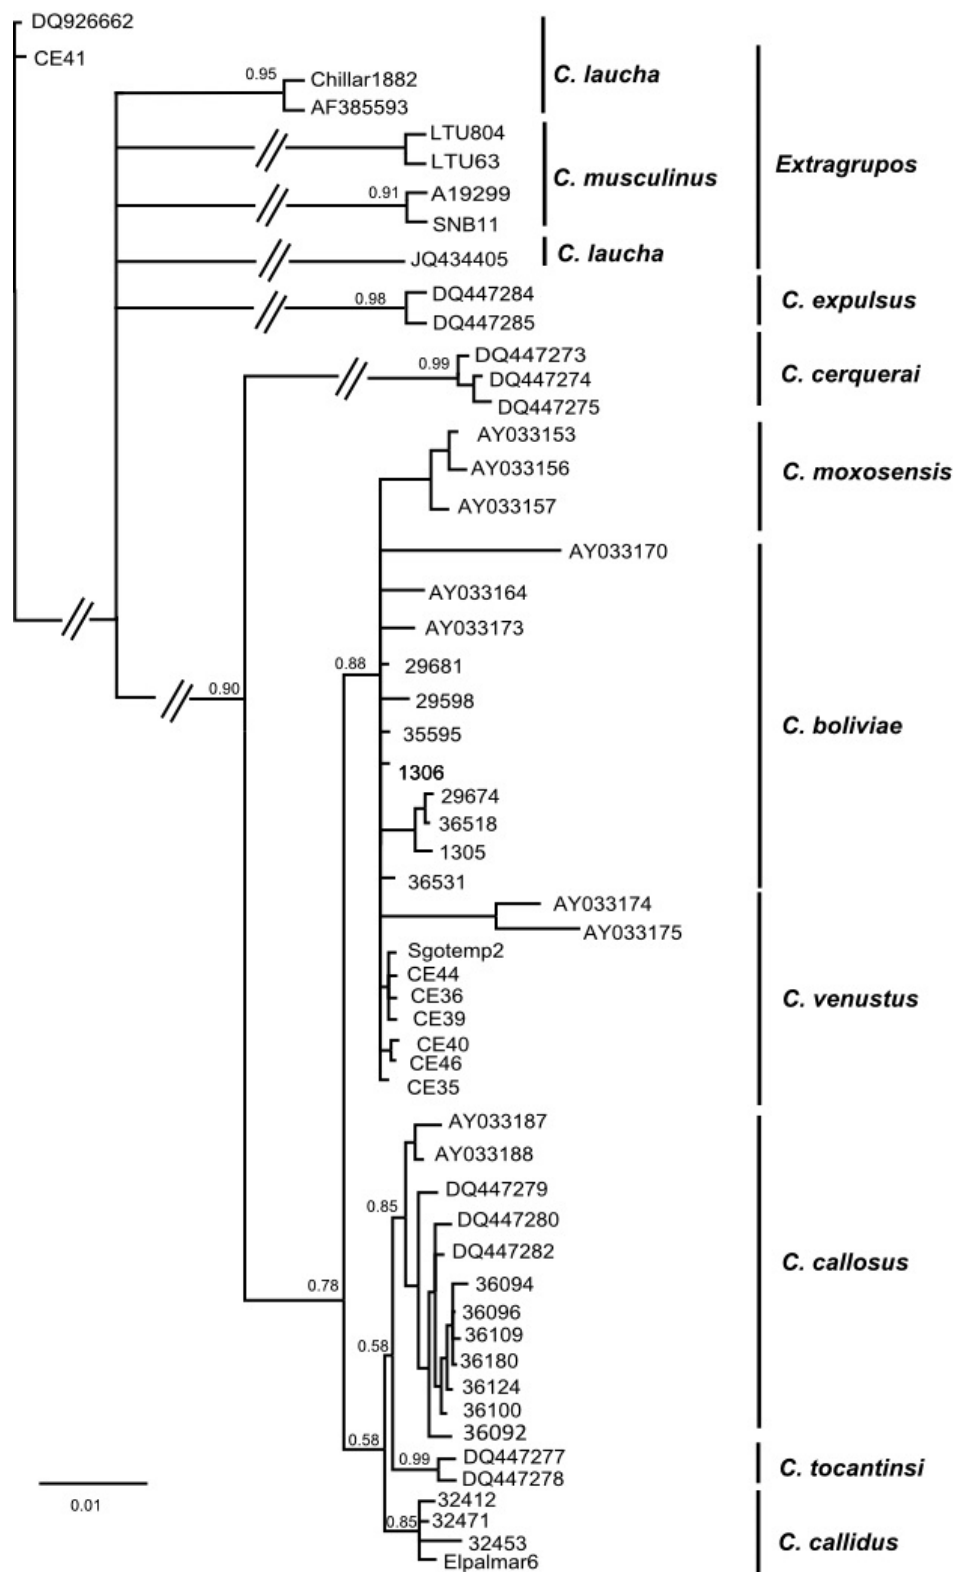 DQ926662
CE41
0.95
Chillar1882
AF385593
C. laucha
LTU804
LTU63
0.91
A19299
SNB11
C. musculinus
Extragrupos
JQ434405
C. laucha
0.98
DQ447284
DQ447285
C. expulsus
0.99
DQ447273
DQ447274
DQ447275
C. cerquerai
AY033153
AY033156
AY033157
C. moxosensis
AY033170
AY033164
AY033173
0.88
29681
0.90
29598
35595
1306
29674
36518
1305
36531
C. boliviae
AY033174
AY033175
Sgotemp2
CE44
CE36
CE39
CE40
CE46
CE35
C. venustus
AY033187
AY033188
0.85
DQ447279
DQ447280
DQ447282
36094
36096
36109
36180
36124
36100
36092
C. callosus
0.78
0.58
0.58
0.99
DQ447277
DQ447278
C. tocantinsi
0.01
0.85
32412
32471
32453
Elpalmar6
C. callidus